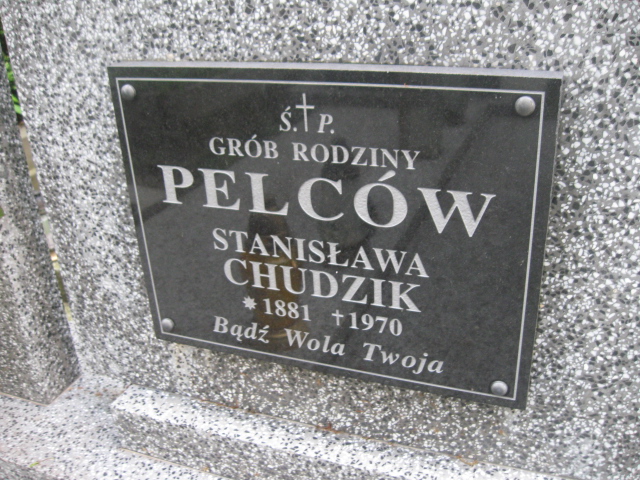 Ś.†P.
GRÓB RODZINY
PELCÓW
STANISŁAWA
CHUDZIK
* 1881 † 1970
Bądź Wola Twoja